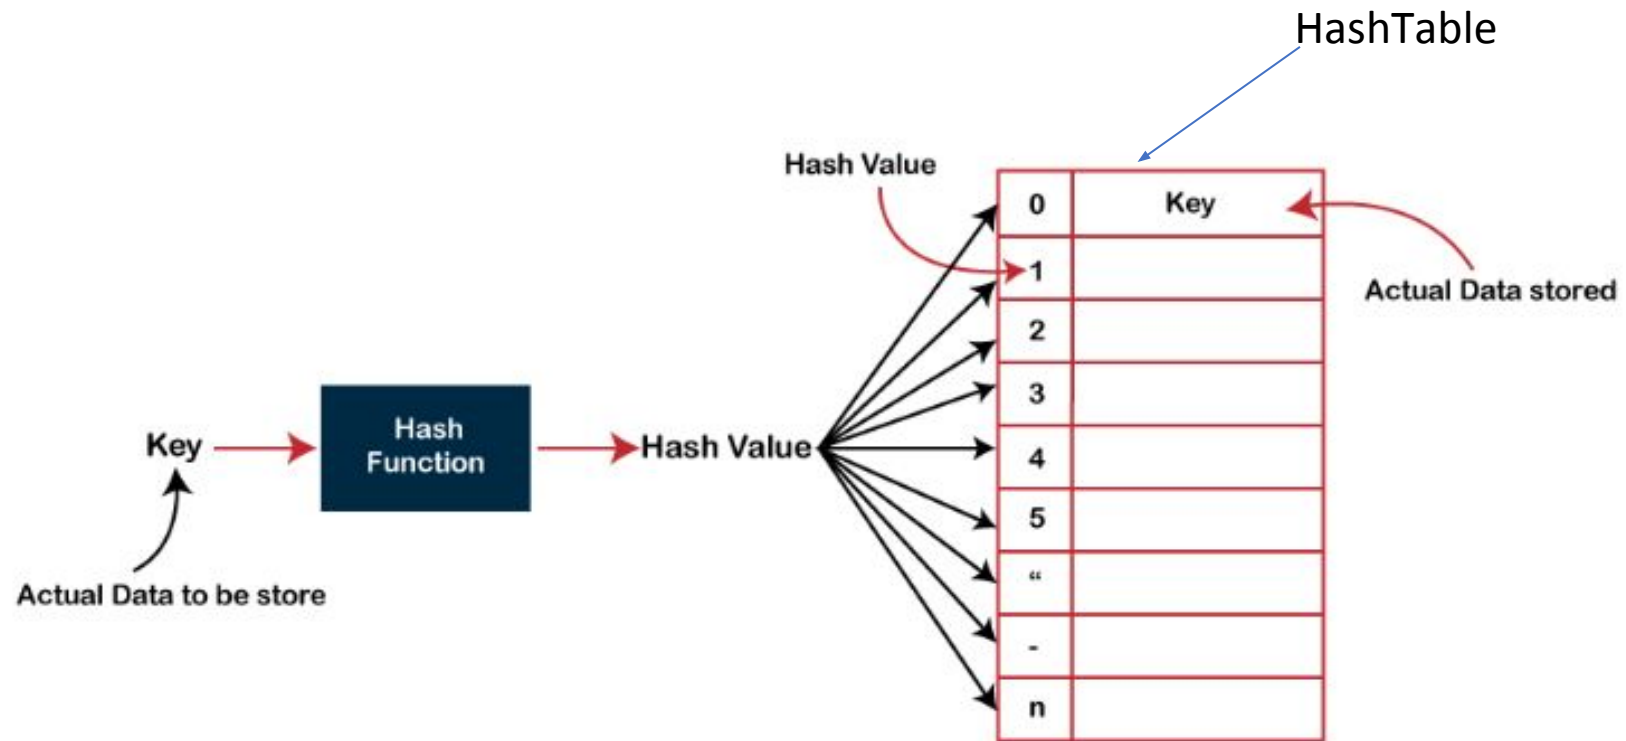 HashTable
Hash Value
0
Key
1
Actual Data stored
2
3
Key
Hash
Function
Hash Value
4
5
“
Actual Data to be store
-
n